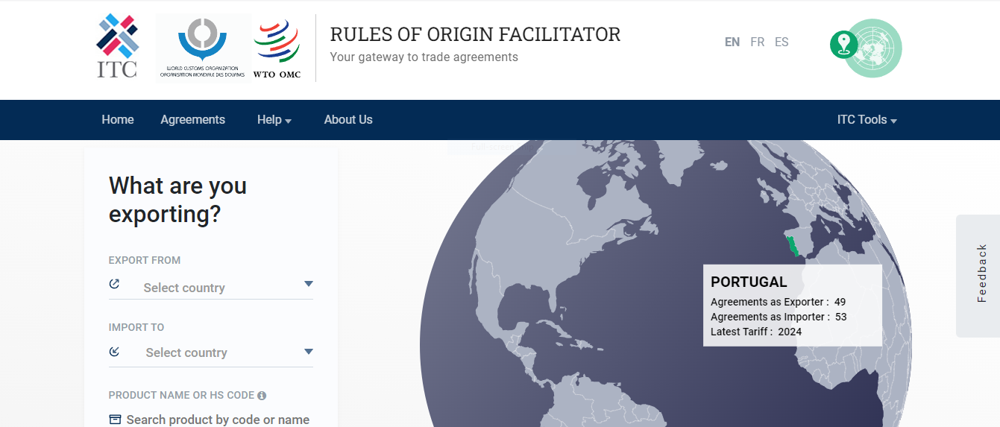 ITC
WORLD CUSTOMS ORGANIZATION
ORGANISATION MONDIALE DES DOUANES
WTO OMC
RULES OF ORIGIN FACILITATOR
Your gateway to trade agreements
EN FR ES
Home Agreements Help About Us ITC Tools
What are you
exporting?
EXPORT FROM
Select country
IMPORT TO
Select country
PRODUCT NAME OR HS CODE
Search product by code or name
PORTUGAL
Agreements as Exporter : 49
Agreements as Importer : 53
Latest Tariff : 2024
Feedback